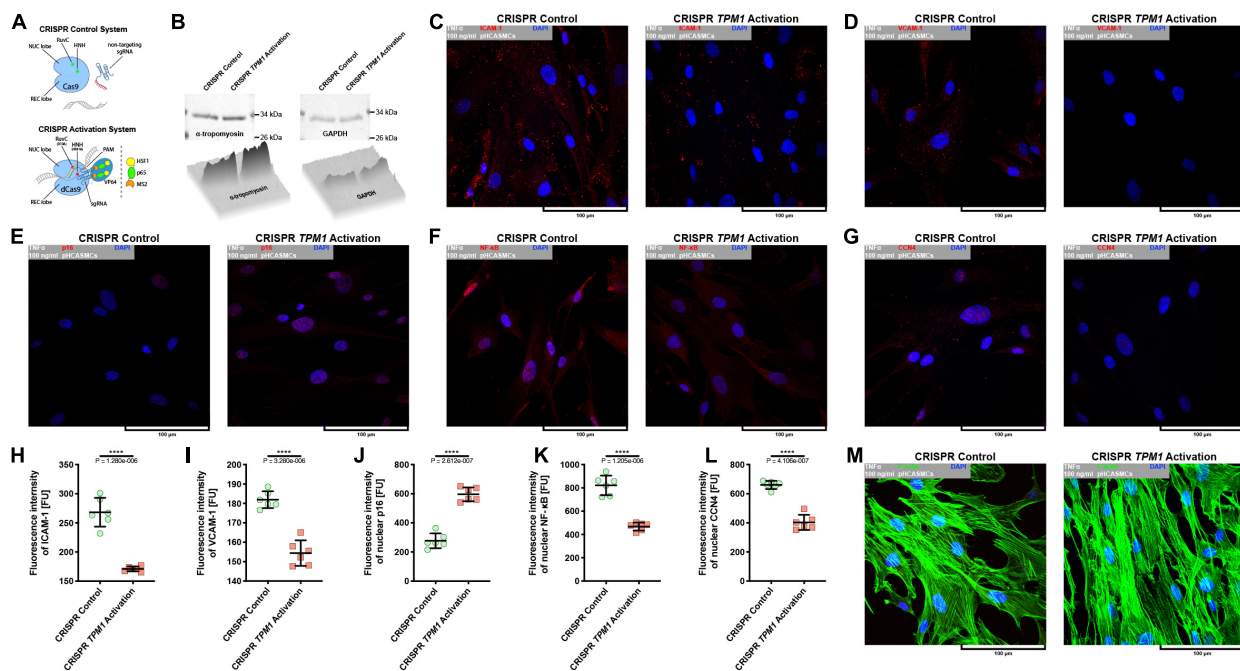 A
CRISPR Control System
RuvC
HNH
NUC lobe
non-targeting
sgRNA
Cas9
REC lobe
CRISPR Activation System
RuvC
HNH
PAM
NUC lobe
HSF1
p65
MS2
dCas9
VP64
REC lobe
sgRNA
B
CRISPR Control
CRISPR TPM1 Activation
CRISPR Control
CRISPR TPM1 Activation
34 kDa
α-tropomyosin
26 kDa
34 kDa
GAPDH
26 kDa
α-tropomyosin
GAPDH
C
CRISPR Control
TNFα ICAM-1 DAPI
100 ng/ml pHCASMCs
100 µm
CRISPR TPM1 Activation
TNFα ICAM-1 DAPI
100 ng/ml pHCASMCs
100 µm
D
CRISPR Control
TNFα VCAM-1 DAPI
100 ng/ml pHCASMCs
100 µm
CRISPR TPM1 Activation
TNFα VCAM-1 DAPI
100 ng/ml pHCASMCs
100 µm
E
CRISPR Control
TNFα p16 DAPI
100 ng/ml pHCASMCs
100 µm
CRISPR TPM1 Activation
TNFα p16 DAPI
100 ng/ml pHCASMCs
100 µm
F
CRISPR Control
TNFα NF-κB DAPI
100 ng/ml pHCASMCs
100 µm
CRISPR TPM1 Activation
TNFα NF-κB DAPI
100 ng/ml pHCASMCs
100 µm
G
CRISPR Control
TNFα CCN4 DAPI
100 ng/ml pHCASMCs
100 µm
CRISPR TPM1 Activation
TNFα CCN4 DAPI
100 ng/ml pHCASMCs
100 µm
H
****
P = 1.280e-006
Fluorescence internsity
of ICAM-1 [FU]
350
300
250
200
150
CRISPR Control
CRISPR TPM1 Activation
I
****
P = 3.280e-006
Fluorescence intensity
of VCAM-1 [FU]
200
190
180
170
160
150
140
CRISPR Control
CRISPR TPM1 Activation
J
****
P = 2.612e-007
Fluorescence intensity
of nuclear p16 [FU]
800
600
400
200
0
CRISPR Control
CRISPR TPM1 Activation
K
****
P = 1.205e-006
Fluorescence intensity
of nuclear NF-κB [FU]
1000
800
600
400
200
0
CRISPR Control
CRISPR TPM1 Activation
L
****
P = 4.106e-007
Fluorescence intensity
of nuclear CCN4 [FU]
800
600
400
200
0
CRISPR Control
CRISPR TPM1 Activation
M
CRISPR Control
TNFα DAPI
100 ng/ml pHCASMCs
100 µm
CRISPR TPM1 Activation
TNFα DAPI
100 ng/ml pHCASMCs
100 µm